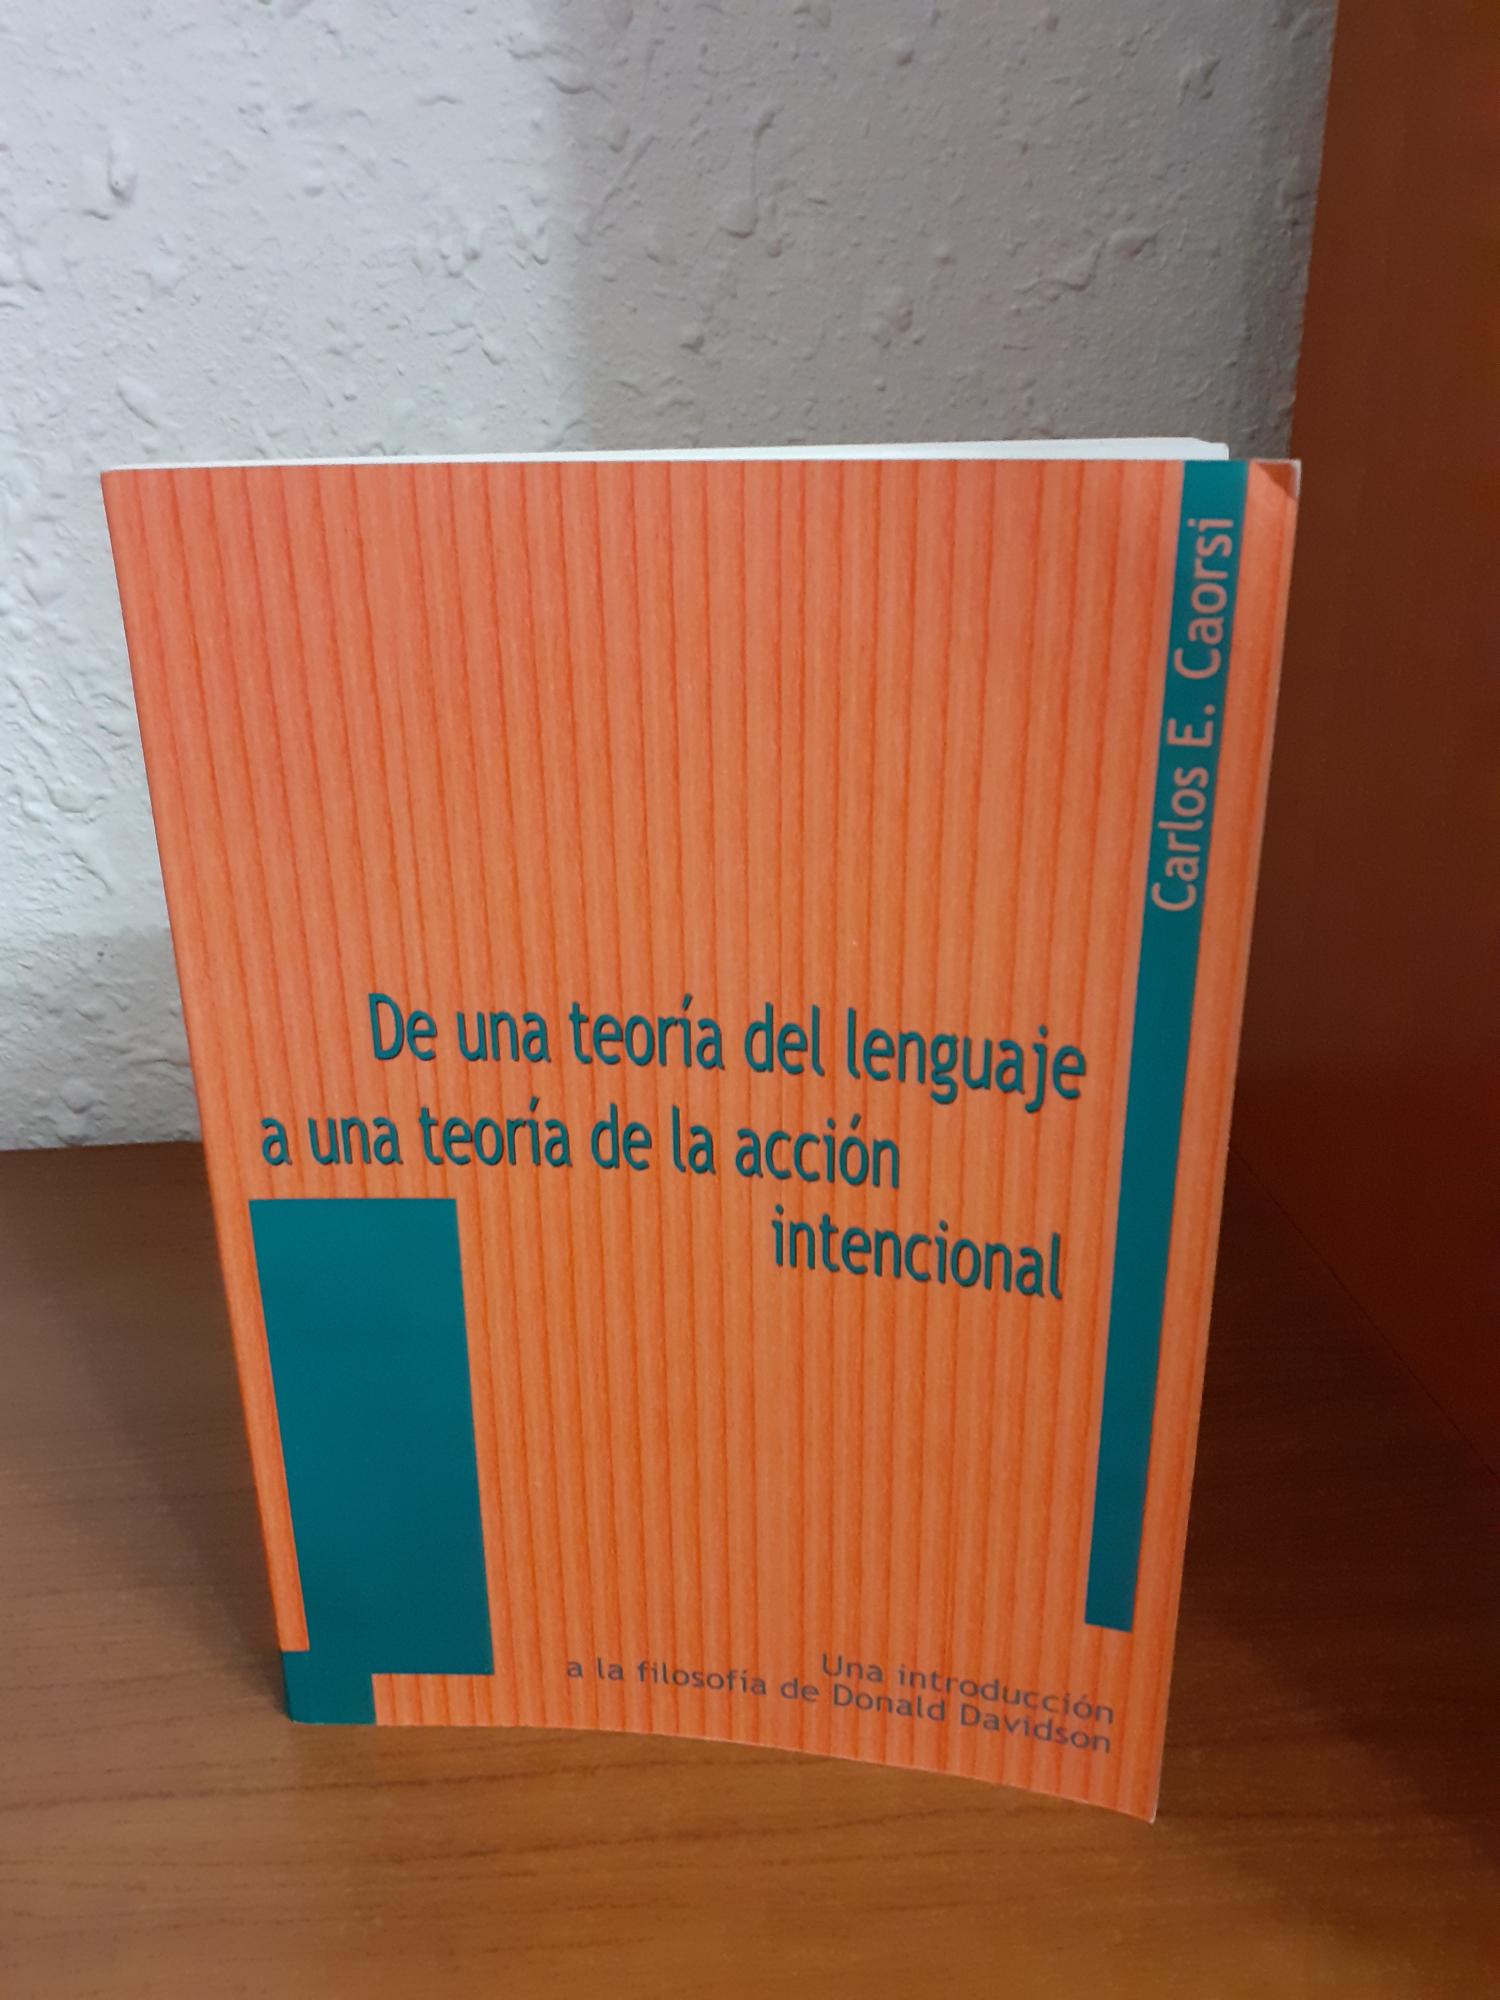 Carlos E. Caorsi
De una teoría del lenguaje
a una teoría de la acción
intencional
Una introducción
a la filosofía de Donald Davidson